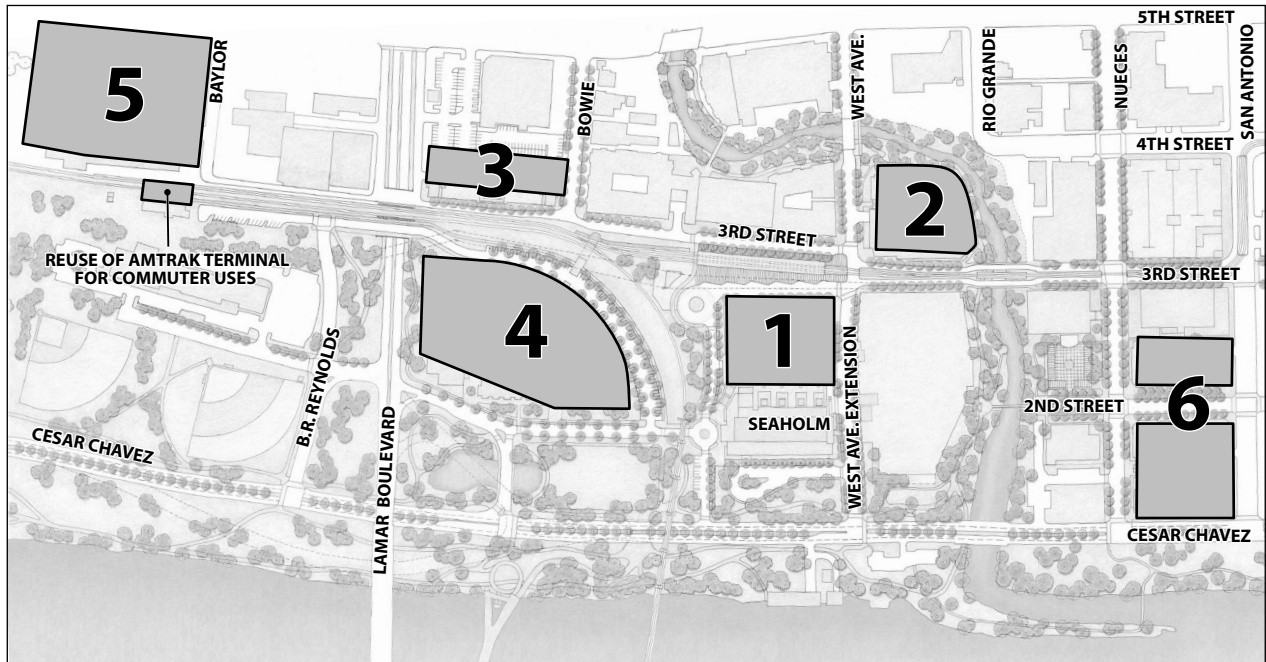 5TH STREET
BAYLOR
BOWIE
WEST AVE.
RIO GRANDE
NUECES
SAN ANTONIO
5
4TH STREET
3
2
REUSE OF AMTRAK TERMINAL
FOR COMMUTER USES
3RD STREET
3RD STREET
4
1
B.R. REYNOLDS
LAMAR BOULEVARD
WEST AVE. EXTENSION
SEAHOLM
2ND STREET
6
CESAR CHAVEZ
CESAR CHAVEZ